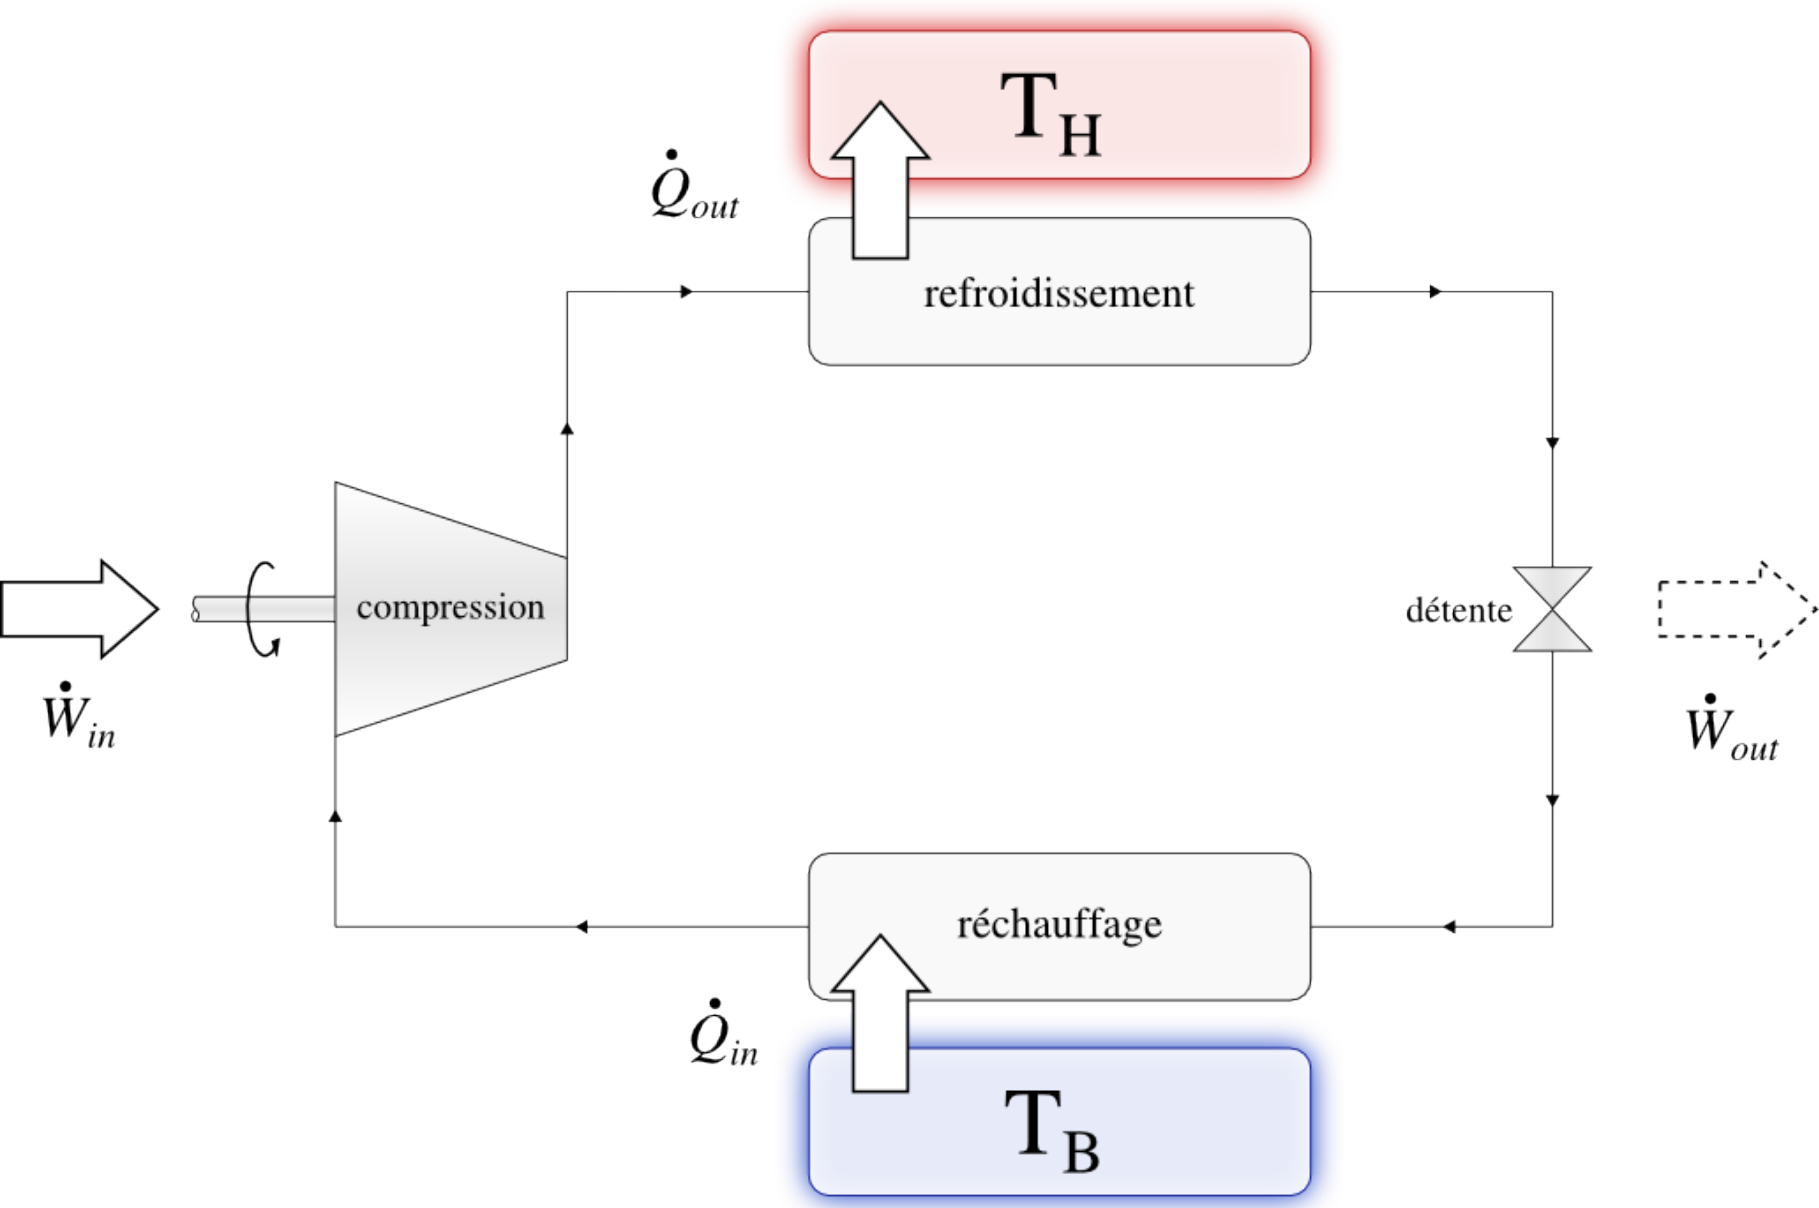 T_H
Q̇_out
refroidissement
compression
détente
Ẇ_in
Ẇ_out
réchauffage
Q̇_in
T_B